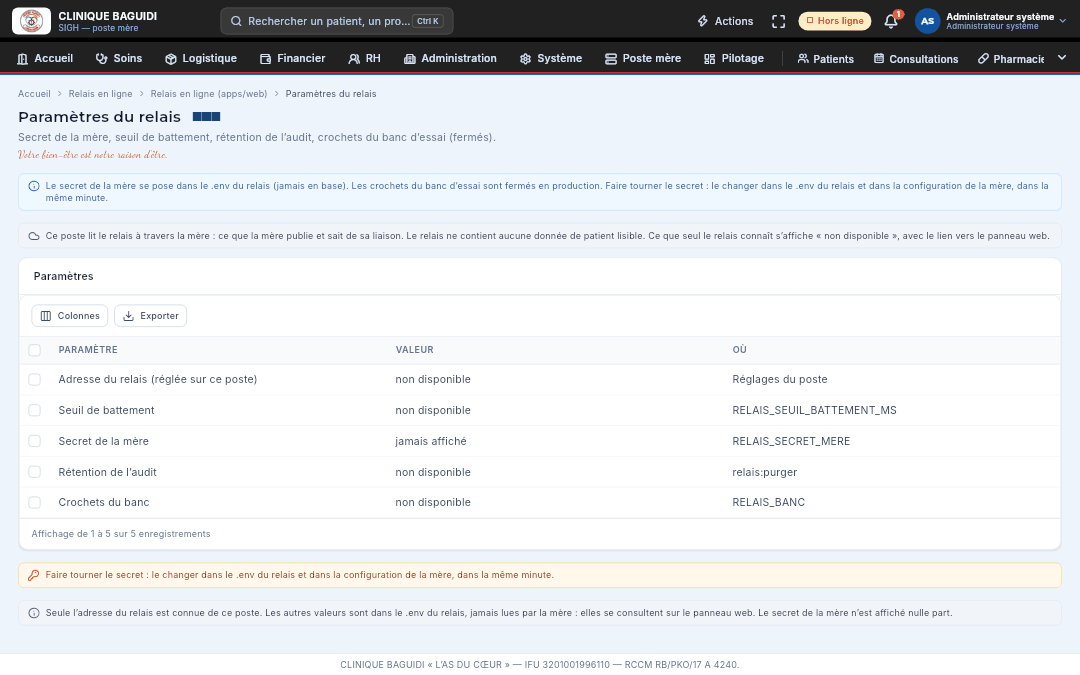 CLINIQUE BAGUIDI
SIGH — poste mère
Rechercher un patient, un pro... Ctrl K
Actions
Hors ligne
1
AS
Administrateur système
Administrateur système
Accueil Soins Logistique Financier RH Administration Système Poste mère Pilotage Patients Consultations Pharmacie
Accueil > Relais en ligne > Relais en ligne (apps/web) > Paramètres du relais
Paramètres du relais
Secret de la mère, seuil de battement, rétention de l'audit, crochets du banc d'essai (fermés).
Votre bien-être est notre raison d'être.
Le secret de la mère se pose dans le .env du relais (jamais en base). Les crochets du banc d'essai sont fermés en production. Faire tourner le secret : le changer dans le .env du relais et dans la configuration de la mère, dans la
même minute.
Ce poste lit le relais à travers la mère : ce que la mère publie et sait de sa liaison. Le relais ne contient aucune donnée de patient lisible. Ce que seul le relais connaît s'affiche « non disponible », avec le lien vers le panneau web.
Paramètres
Colonnes Exporter
PARAMÈTRE VALEUR OÙ
Adresse du relais (réglée sur ce poste) non disponible Réglages du poste
Seuil de battement non disponible RELAIS_SEUIL_BATTEMENT_MS
Secret de la mère jamais affiché RELAIS_SECRET_MERE
Rétention de l'audit non disponible relais:purger
Crochets du banc non disponible RELAIS_BANC
Affichage de 1 à 5 sur 5 enregistrements
Faire tourner le secret : le changer dans le .env du relais et dans la configuration de la mère, dans la même minute.
Seule l'adresse du relais est connue de ce poste. Les autres valeurs sont dans le .env du relais, jamais lues par la mère : elles se consultent sur le panneau web. Le secret de la mère n'est affiché nulle part.
CLINIQUE BAGUIDI « L'AS DU CŒUR » — IFU 3201001996110 — RCCM RB/PKO/17 A 4240.